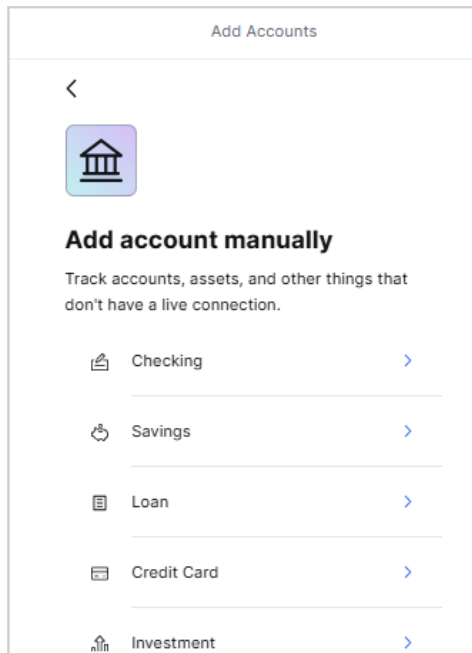 Add Accounts
Add account manually
Track accounts, assets, and other things that
don't have a live connection.
Checking
Savings
Loan
Credit Card
Investment